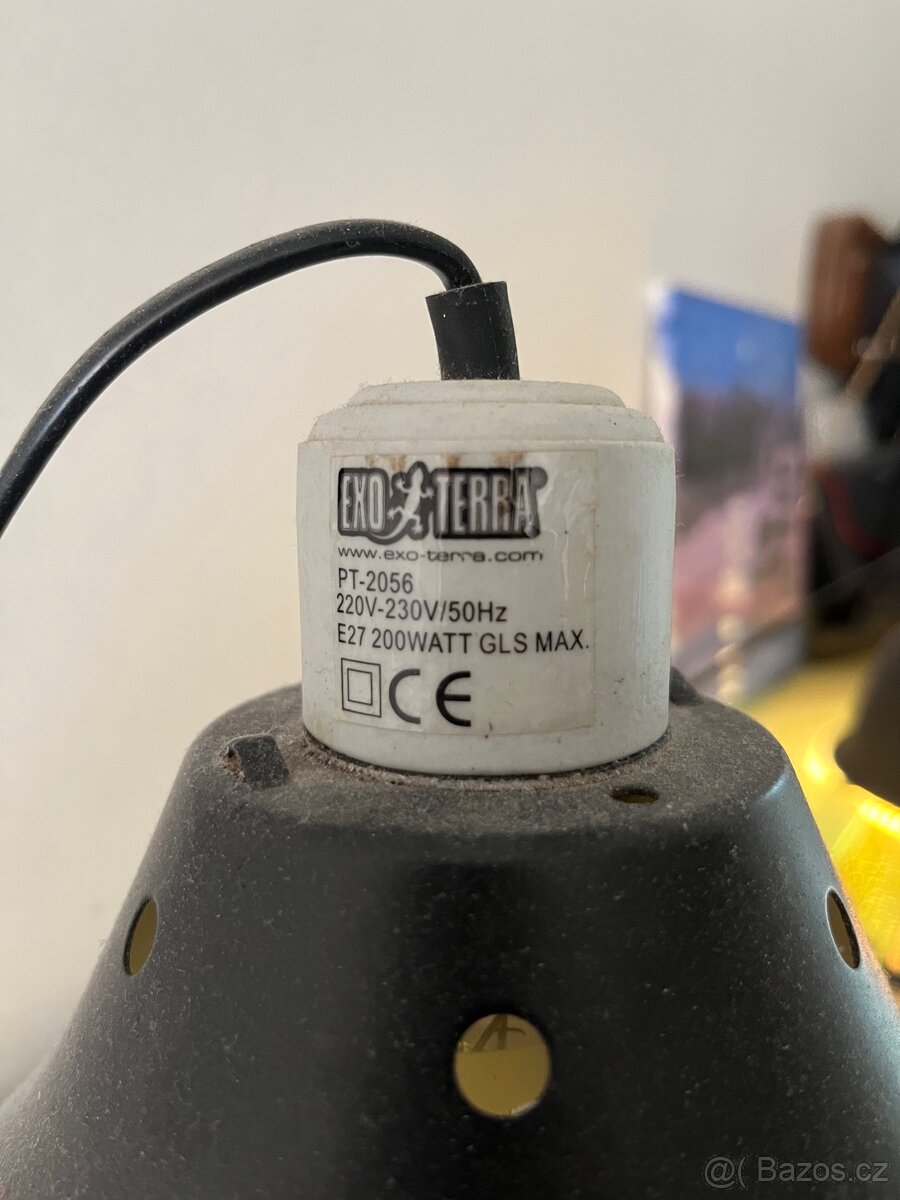 EXO TERRA
www.exo-terra.com
PT-2056
220V-230V/50Hz
E27 200WATT GLS MAX.
CE
@( Bazos.cz